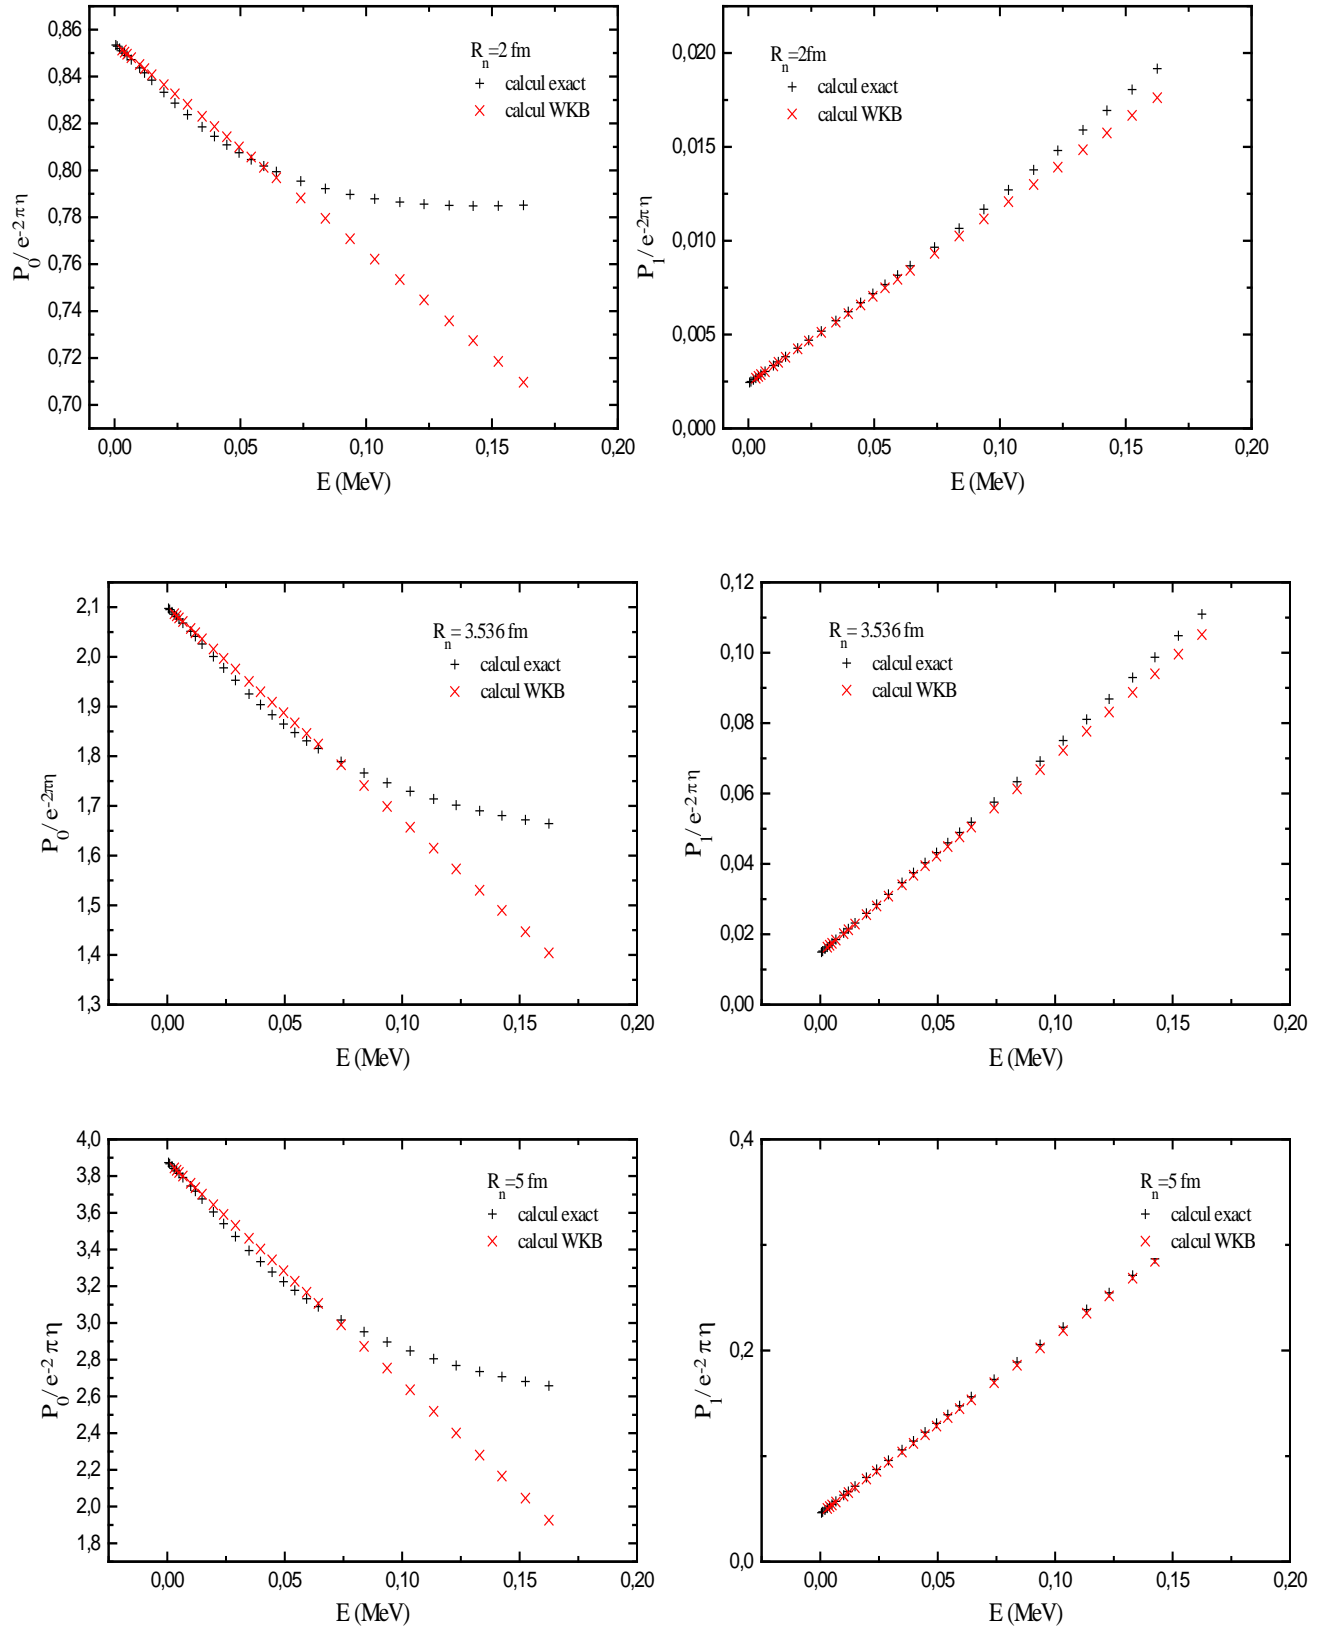 0,86
0,84
0,82
0,80
0,78
0,76
0,74
0,72
0,70
P0/e-2πη
Rn=2 fm
calcul exact
calcul WKB
0,00 0,05 0,10 0,15 0,20
E (MeV)
0,020
0,015
0,010
0,005
0,000
P1/e-2πη
Rn=2fm
calcul exact
calcul WKB
0,00 0,05 0,10 0,15 0,20
E (MeV)
2,1
2,0
1,9
1,8
1,7
1,6
1,5
1,4
1,3
P0/e-2πη
Rn= 3.536 fm
calcul exact
calcul WKB
0,00 0,05 0,10 0,15 0,20
E (MeV)
0,12
0,10
0,08
0,06
0,04
0,02
0,00
P1/e-2πη
Rn= 3.536 fm
calcul exact
calcul WKB
0,00 0,05 0,10 0,15 0,20
E (MeV)
4,0
3,8
3,6
3,4
3,2
3,0
2,8
2,6
2,4
2,2
2,0
1,8
P0/e-2 πη
Rn=5 fm
calcul exact
calcul WKB
0,00 0,05 0,10 0,15 0,20
E (MeV)
0,4
0,2
0,0
P1/e-2 πη
Rn=5 fm
calcul exact
calcul WKB
0,00 0,05 0,10 0,15 0,20
E (MeV)